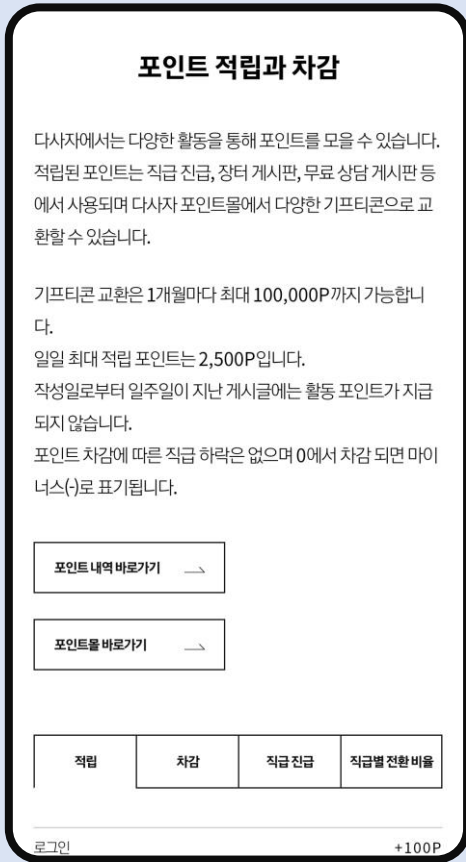 포인트 적립과 차감
다사자에서는 다양한 활동을 통해 포인트를 모을 수 있습니다.
적립된 포인트는 직급 진급, 장터 게시판, 무료 상담 게시판 등
에서 사용되며 다사자 포인트몰에서 다양한 기프티콘으로 교
환할 수 있습니다.
기프티콘 교환은 1개월마다 최대 100,000P까지 가능합니
다.
일일 최대 적립 포인트는 2,500P입니다.
작성일로부터 일주일이 지난 게시글에는 활동 포인트가 지급
되지 않습니다.
포인트 차감에 따른 직급 하락은 없으며 0에서 차감 되면 마이
너스(-)로 표기됩니다.
포인트 내역 바로가기
포인트몰 바로가기
적립 차감 직급 진급 직급별 전환 비율
로그인 +100P